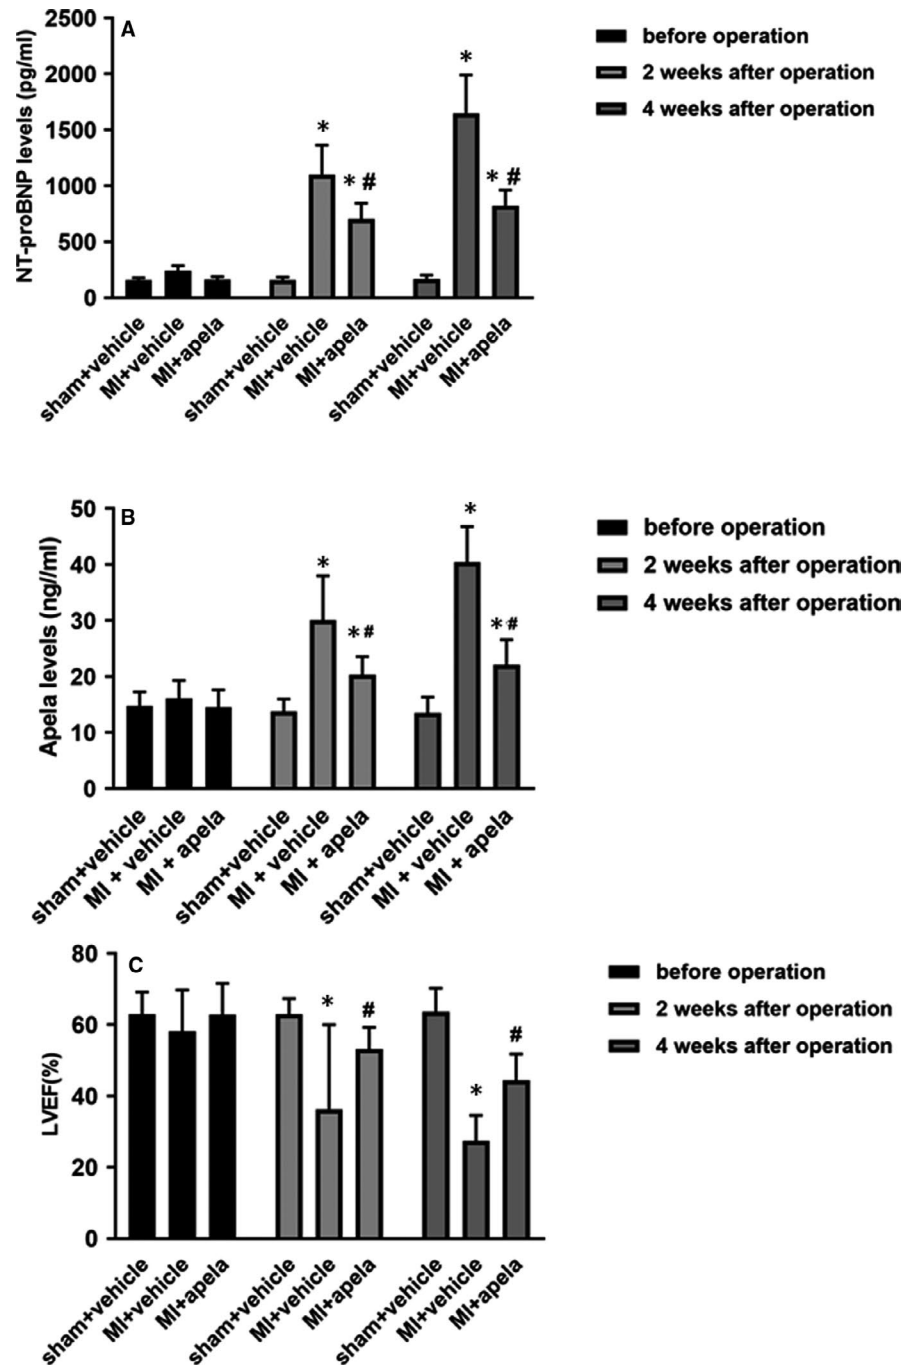 A
NT-proBNP levels (pg/ml)
2500
2000
1500
1000
500
0
*
* #
*
* #
sham+vehicle
MI+vehicle
MI+apela
sham+vehicle
MI+vehicle
MI+apela
sham+vehicle
MI+vehicle
MI+apela
before operation
2 weeks after operation
4 weeks after operation
B
Apela levels (ng//ml)
50
40
30
20
10
0
*
*#
*
*#
sham+vehicle
MI + vehicle
MI + apela
sham+vehicle
MI + vehicle
MI + apela
sham+vehicle
MI + vehicle
MI + apela
before operation
2 weeks after operation
4 weeks after operation
C
LVEF(%)
80
60
40
20
0
*
#
*
#
sham+vehicle
MI+vehicle
MI+apela
sham+vehicle
MI+vehicle
MI+apela
sham+vehicle
MI+vehicle
MI+apela
before operation
2 weeks after operation
4 weeks after operation